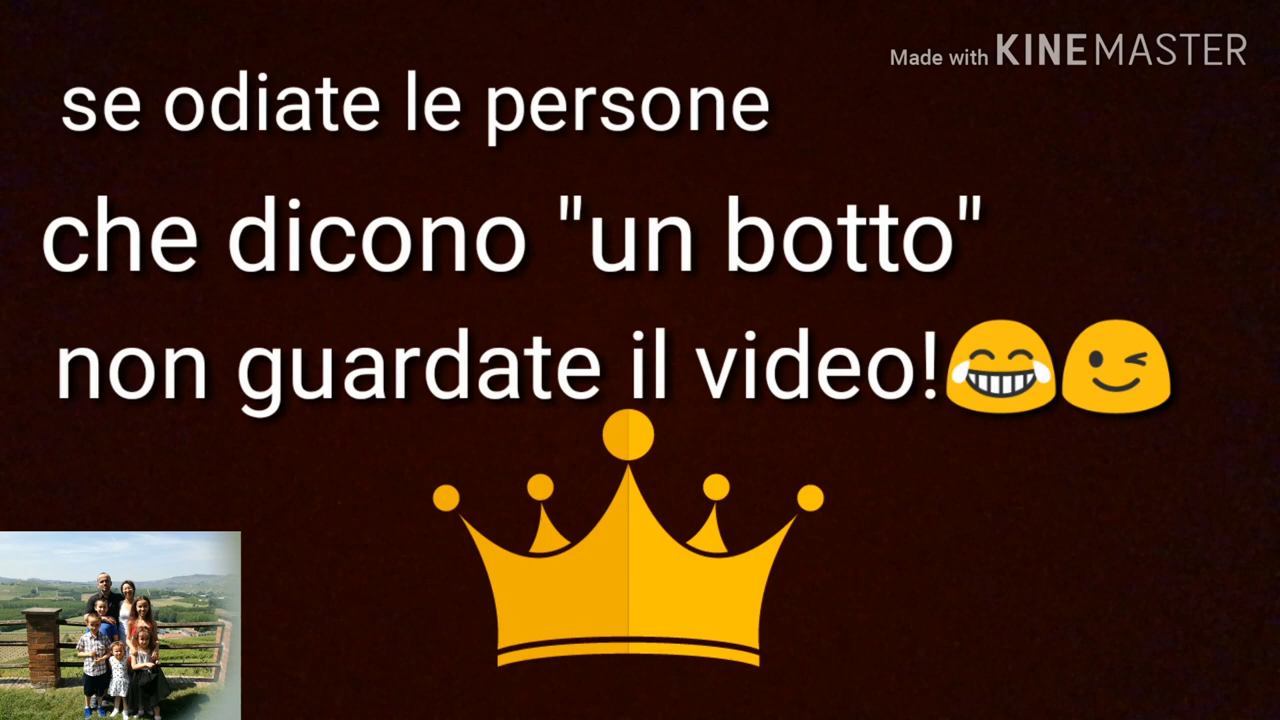 Made with KINEMASTER
se odiate le persone
che dicono "un botto"
non guardate il video!😂😉